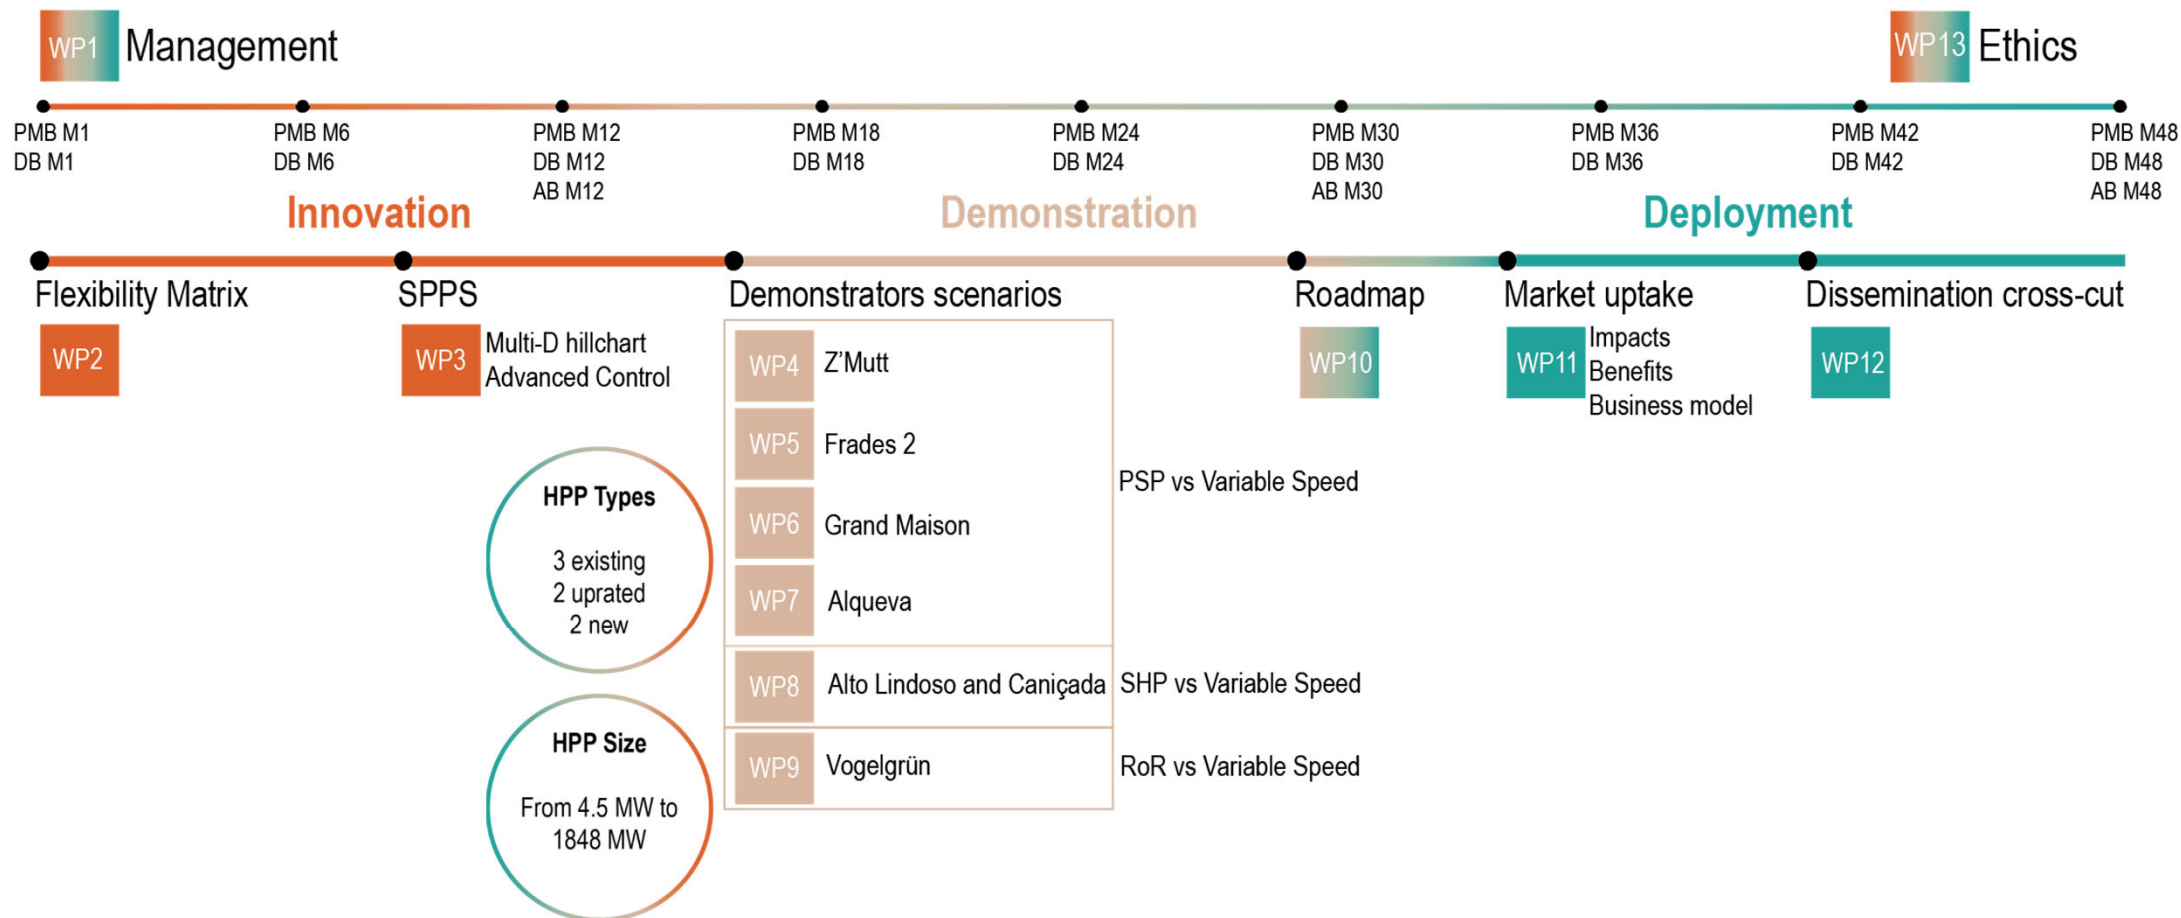 WP1 Management
WP13 Ethics
PMB M1
DB M1
PMB M6
DB M6
PMB M12
DB M12
AB M12
PMB M18
DB M18
PMB M24
DB M24
PMB M30
DB M30
AB M30
PMB M36
DB M36
PMB M42
DB M42
PMB M48
DB M48
AB M48
Innovation
Demonstration
Deployment
Flexibility Matrix
WP2
SPPS
WP3
Multi-D hillchart
Advanced Control
Demonstrators scenarios
WP4 Z'Mutt
WP5 Frades 2
WP6 Grand Maison
WP7 Alqueva
PSP vs Variable Speed
WP8 Alto Lindoso and Caniçada
SHP vs Variable Speed
WP9 Vogelgrün
RoR vs Variable Speed
Roadmap
WP10
Market uptake
WP11
Impacts
Benefits
Business model
Dissemination cross-cut
WP12
HPP Types
3 existing
2 uprated
2 new
HPP Size
From 4.5 MW to
1848 MW